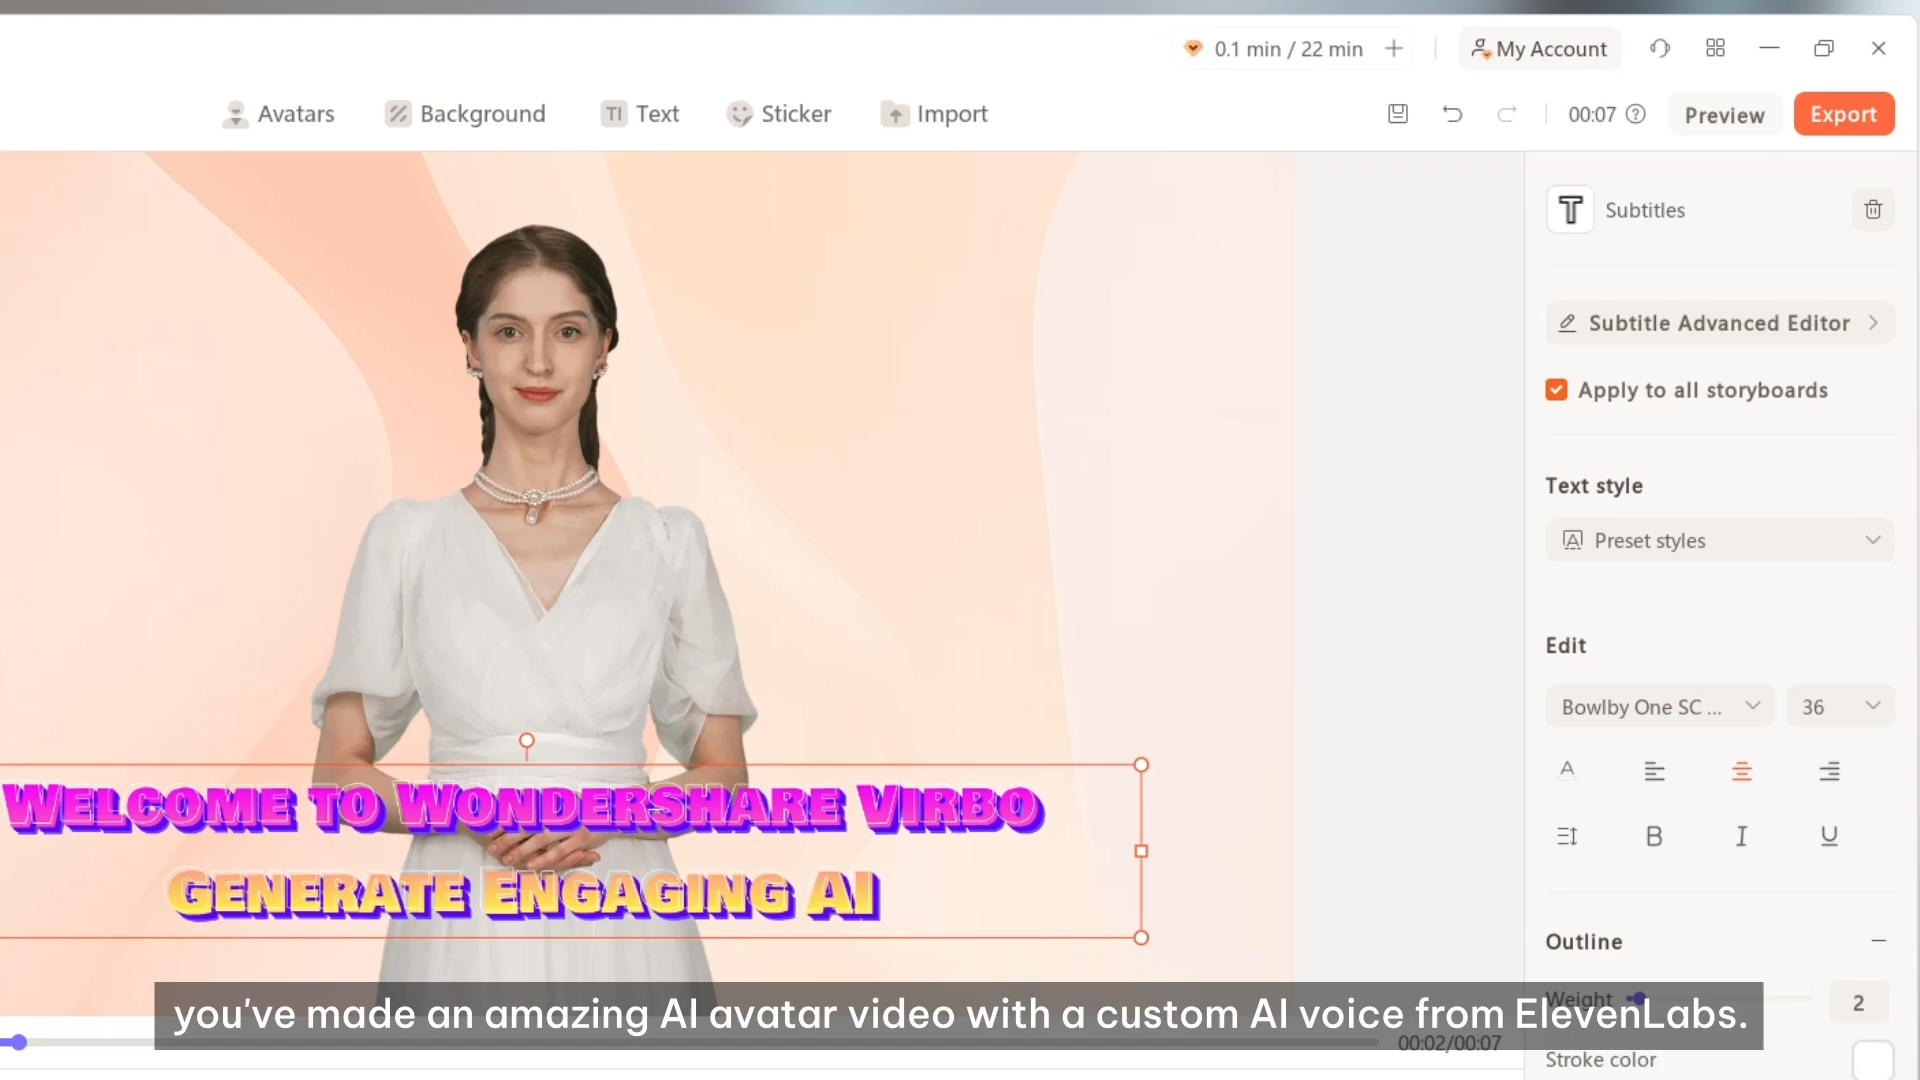 0.1 min / 22 min
My Account
Avatars
Background
Text
Sticker
Import
00:07
Preview
Export
Subtitles
Subtitle Advanced Editor
Apply to all storyboards
Text style
Preset styles
Edit
Bowlby One SC ...
36
Welcome to Wondershare Virbo
Generate Engaging AI
Outline
Weight
2
you've made an amazing AI avatar video with a custom AI voice from ElevenLabs.
00:02/00:07
Stroke color